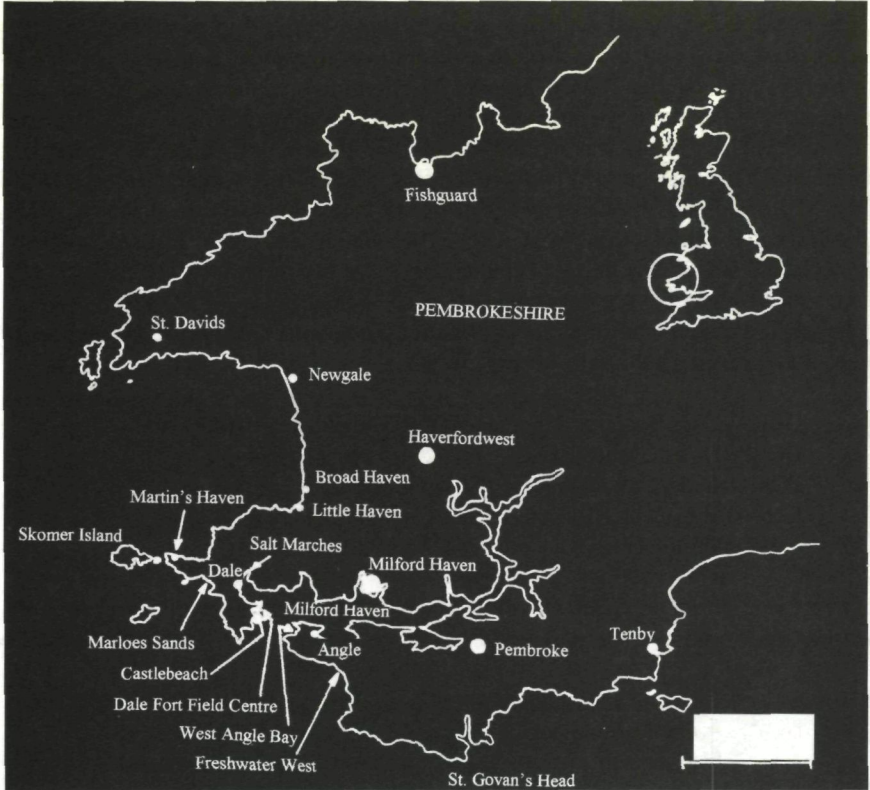 Fishguard
PEMBROKESHIRE
St. Davids
Newgale
Haverfordwest
Broad Haven
Martin's Haven
Little Haven
Skomer Island
Salt Marches
Dale
Milford Haven
Milford Haven
Marloes Sands
Angle
Pembroke
Tenby
Castlebeach
Dale Fort Field Centre
West Angle Bay
Freshwater West
St. Govan's Head